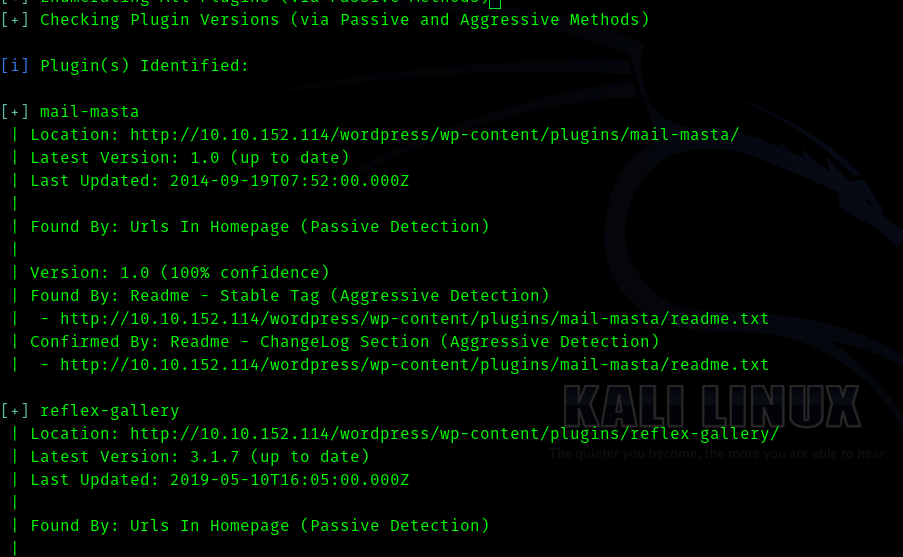 [+] Enumerating All Plugins (via Passive Methods)
[+] Checking Plugin Versions (via Passive and Aggressive Methods)
[i] Plugin(s) Identified:
[+] mail-masta
| Location: http://10.10.152.114/wordpress/wp-content/plugins/mail-masta/
| Latest Version: 1.0 (up to date)
| Last Updated: 2014-09-19T07:52:00.000Z
|
| Found By: Urls In Homepage (Passive Detection)
|
| Version: 1.0 (100% confidence)
| Found By: Readme - Stable Tag (Aggressive Detection)
|  - http://10.10.152.114/wordpress/wp-content/plugins/mail-masta/readme.txt
| Confirmed By: Readme - ChangeLog Section (Aggressive Detection)
|  - http://10.10.152.114/wordpress/wp-content/plugins/mail-masta/readme.txt
[+] reflex-gallery
| Location: http://10.10.152.114/wordpress/wp-content/plugins/reflex-gallery/
| Latest Version: 3.1.7 (up to date)
| Last Updated: 2019-05-10T16:05:00.000Z
|
| Found By: Urls In Homepage (Passive Detection)
|
KALI LINUX
The quieter you become, the more you are able to hear